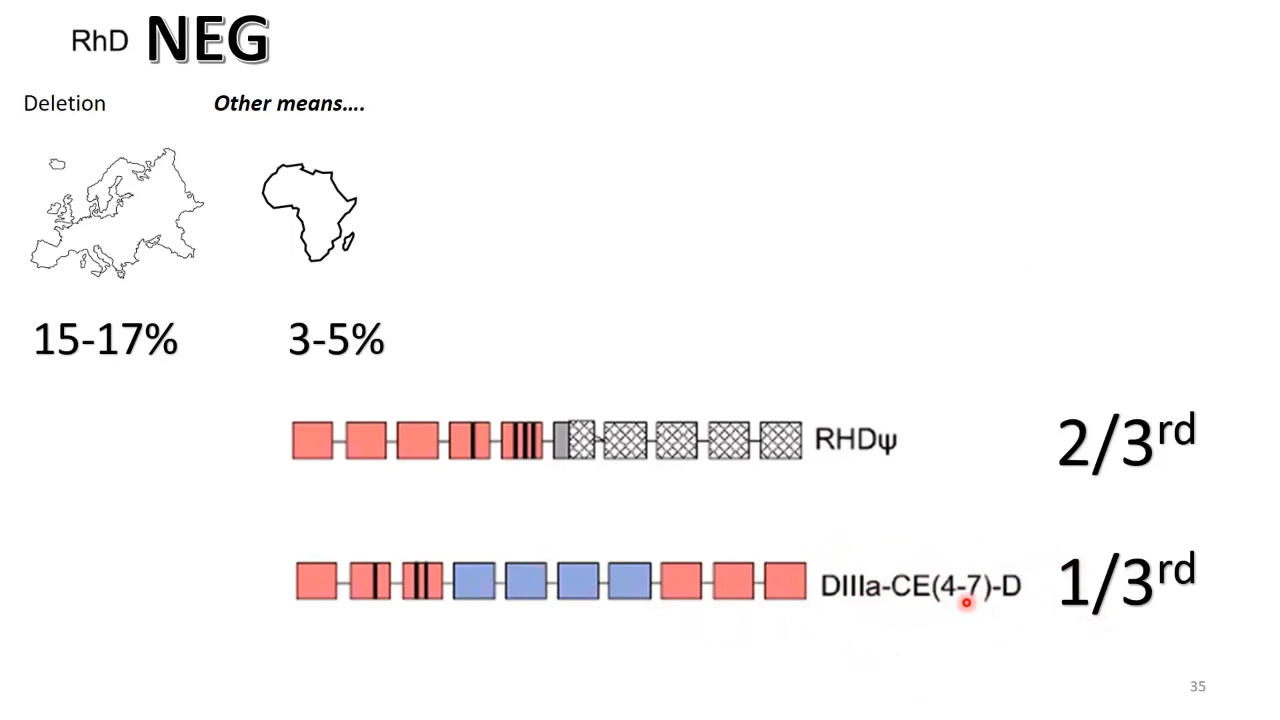 RhD NEG
Deletion
Other means....
15-17%
3-5%
RHDψ
2/3rd
DIIIa-CE(4-7)-D
1/3rd
35